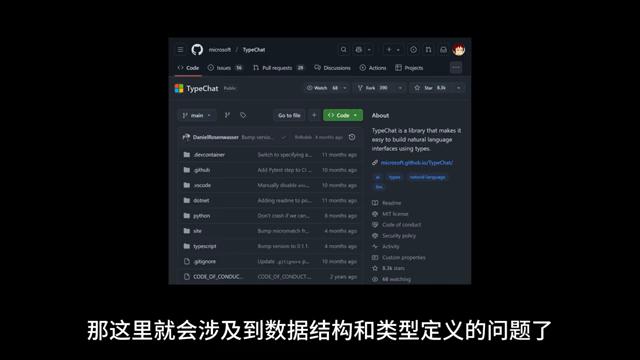 microsoft / TypeChat
Code Issues 56 Pull requests 28 Discussions Actions Projects
TypeChat Public Watch 68 Fork 390 Star 8.3k
main Go to file Code
DanielRosenwasser Bump version... 4 months ago
.devcontainer Switch to specifying a... 11 months ago
.github Add Pytest step to CI 10 months ago
.vscode Manually disable 11 months ago
dotnet Adding readme to po... 11 months ago
python Don't crash if we can... 8 months ago
site Bump micromatch fr... 4 months ago
typescript Bump version to 0.1.1. 4 months ago
.gitignore Update .gitignore 10 months ago
CODE_OF_CONDUC... CODE_OF_CONDUCT... 2 years ago
About
TypeChat is a library that makes it
easy to build natural language
interfaces using types.
microsoft.github.io/TypeChat/
ai types natural-language
llm
Readme
MIT license
Code of conduct
Security policy
Activity
Custom properties
8.3k stars
68 watching
那这里就会涉及到数据结构和类型定义的问题了